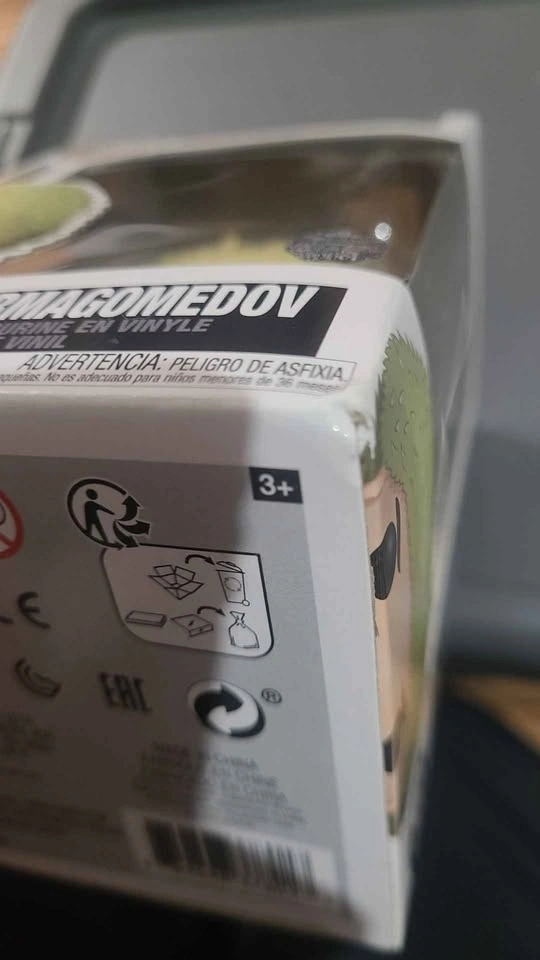 RMAGOMEDOV
URINE EN VINYLE
VINIL
ADVERTENCIA: PELIGRO DE ASFIXIA.
equeñas. No es adecuado para niños menores de 36 meses
3+
EAC
®
MADE IN CHINA